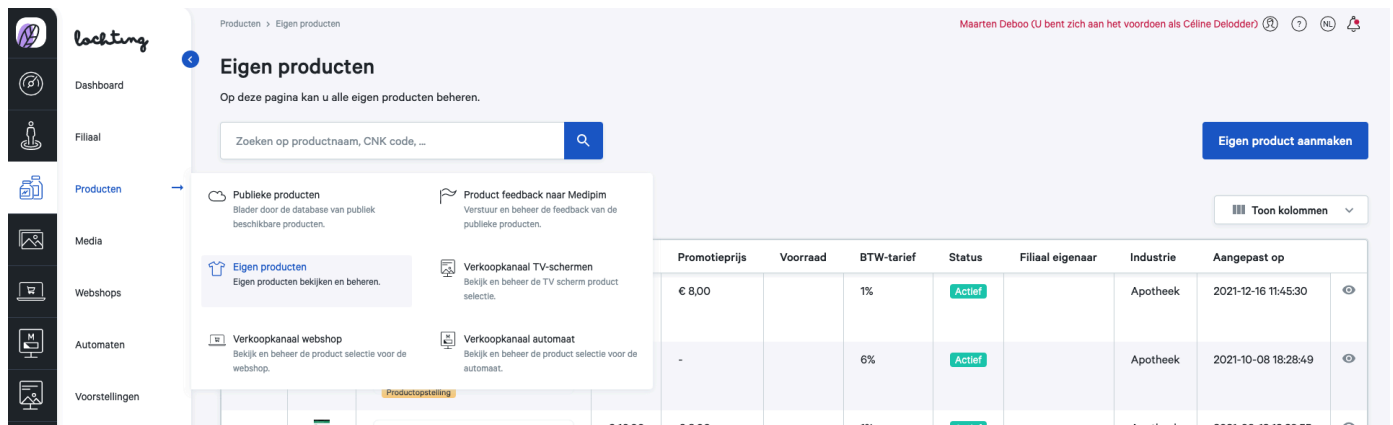 Producten > Eigen producten
Maarten Deboo (U bent zich aan het voordoen als Céline Delodder)
?
NL
lochting
Eigen producten
Dashboard
Op deze pagina kan u alle eigen producten beheren.
Filiaal
Zoeken op productnaam, CNK code, ...
Eigen product aanmaken
Producten
Publieke producten
Blader door de database van publiek
beschikbare producten.
Product feedback naar Medipim
Verstuur en beheer de feedback van de
publieke producten.
Toon kolommen
Media
Promotieprijs Voorraad BTW-tarief Status Filiaal eigenaar Industrie Aangepast op
Eigen producten
Eigen producten bekijken en beheren.
Verkoopkanaal TV-schermen
Bekijk en beheer de TV scherm product
selectie.
Webshops
€ 8,00 1% Actief Apotheek 2021-12-16 11:45:30
Verkoopkanaal webshop
Bekijk en beheer de product selectie voor de
webshop.
Verkoopkanaal automaat
Bekijk en beheer de product selectie voor de
automaat.
Automaten
M
M
- 6% Actief Apotheek 2021-10-08 18:28:49
Productopstelling
Voorstellingen